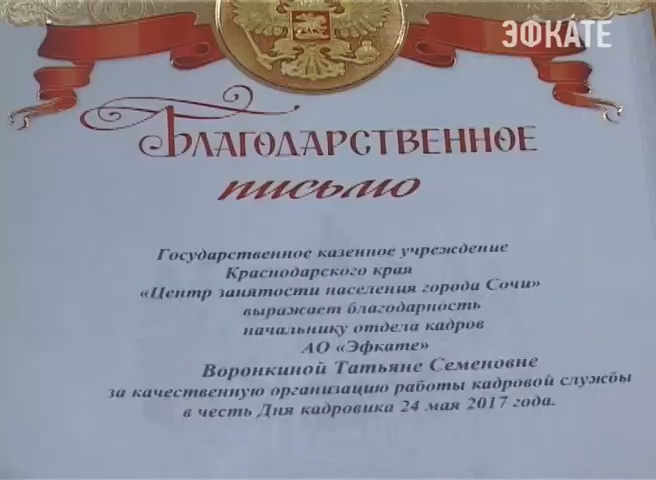 ЭФКАТЕ
БЛАГОДАРСТВЕННОЕ
письмо
Государственное казенное учреждение
Краснодарского края
«Центр занятости населения города Сочи»
выражает благодарность
начальнику отдела кадров
АО «Эфкате»
Воронкиной Татьяне Семеновне
за качественную организацию работы кадровой службы
в честь Дня кадровика 24 мая 2017 года.